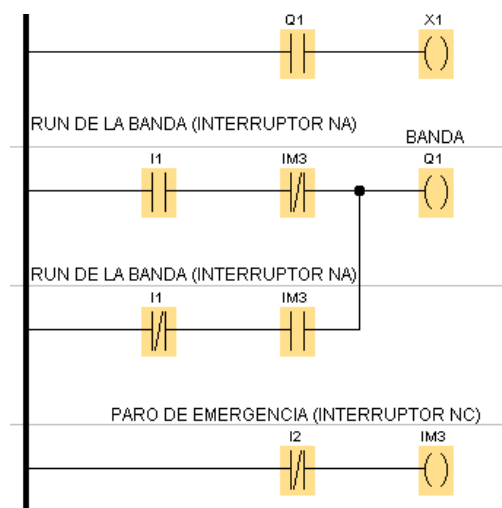 Q1 X1
RUN DE LA BANDA (INTERRUPTOR NA)
BANDA
I1 IM3 Q1
RUN DE LA BANDA (INTERRUPTOR NA)
I1 IM3
PARO DE EMERGENCIA (INTERRUPTOR NC)
I2 IM3